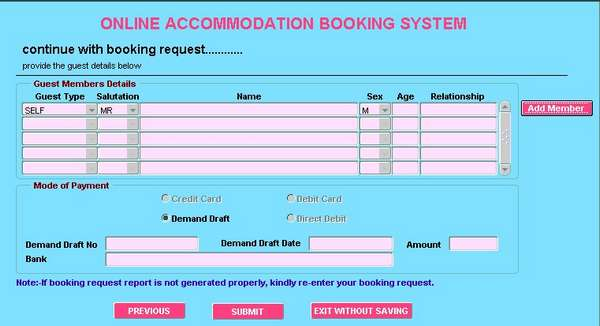 ONLINE ACCOMMODATION BOOKING SYSTEM
continue with booking request............
provide the guest details below
Guest Members Details
Guest Type Salutation Name Sex Age Relationship
SELF MR M Add Member
Mode of Payment
Credit Card Debit Card
Demand Draft Direct Debit
Demand Draft No Demand Draft Date Amount
Bank
Note:-If booking request report is not generated properly, kindly re-enter your booking request.
PREVIOUS SUBMIT EXIT WITHOUT SAVING